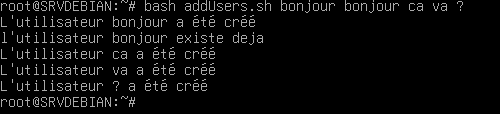 root@SRVDEBIAN:~# bash addUsers.sh bonjour bonjour ca va ?
L'utilisateur bonjour a été créé
l'utilisateur bonjour existe deja
L'utilisateur ca a été créé
L'utilisateur va a été créé
L'utilisateur ? a été créé
root@SRVDEBIAN:~#